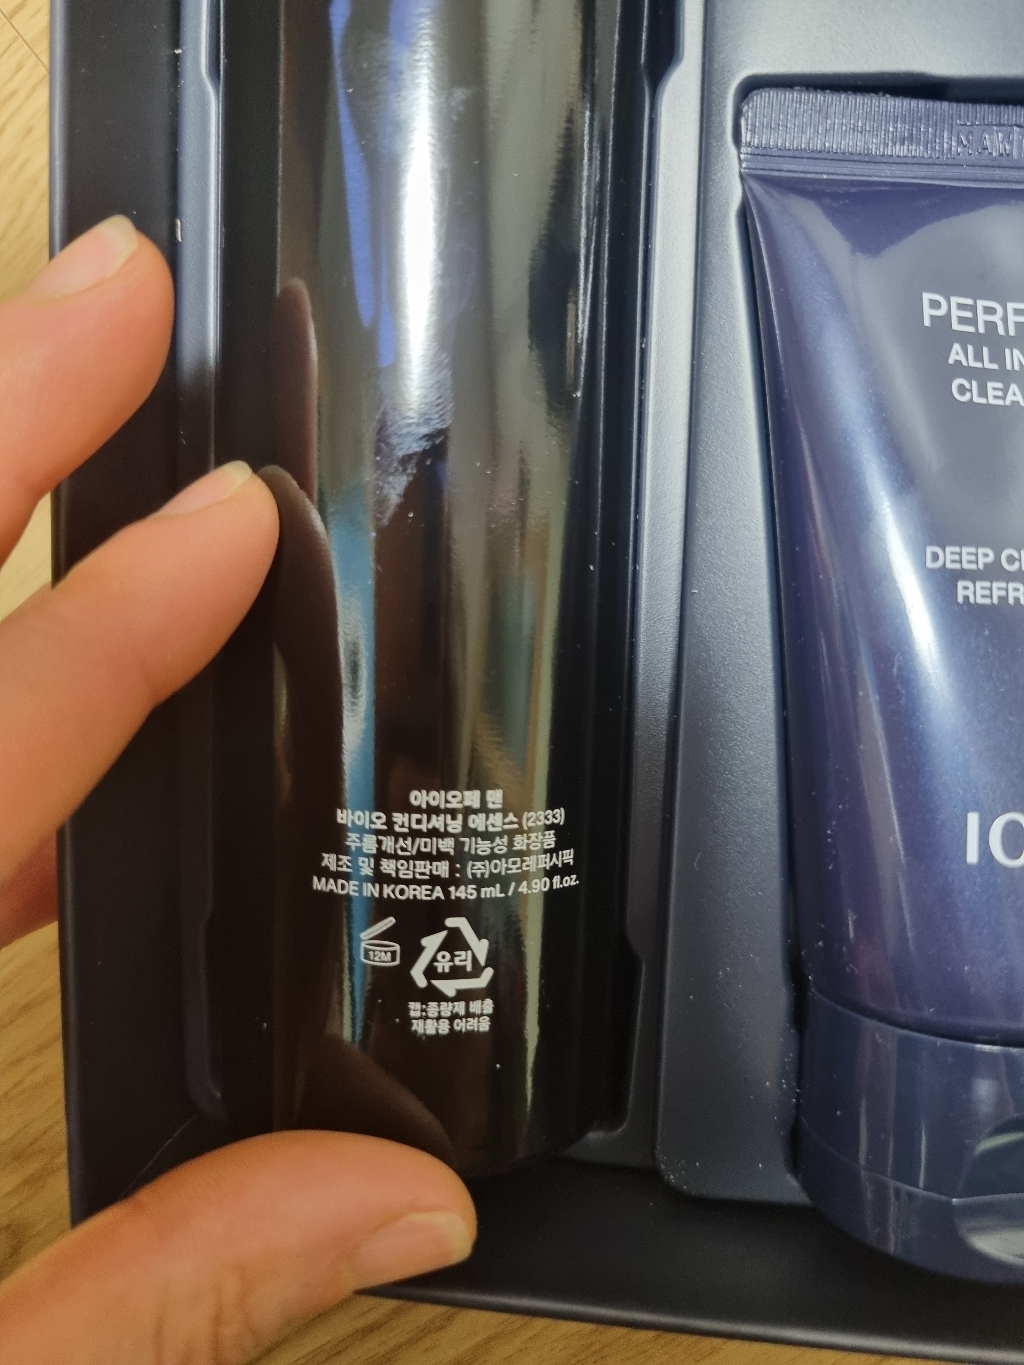 아이오페 맨
바이오 컨디셔닝 에센스 (2333)
주름개선/미백 기능성 화장품
제조 및 책임판매 : (주)아모레퍼시픽
MADE IN KOREA 145 mL / 4.90 fl.oz.
12M
유리
캡:종량제 배출
재활용 어려움
PERF
ALL IN
CLEA
DEEP CL
REFR
IO